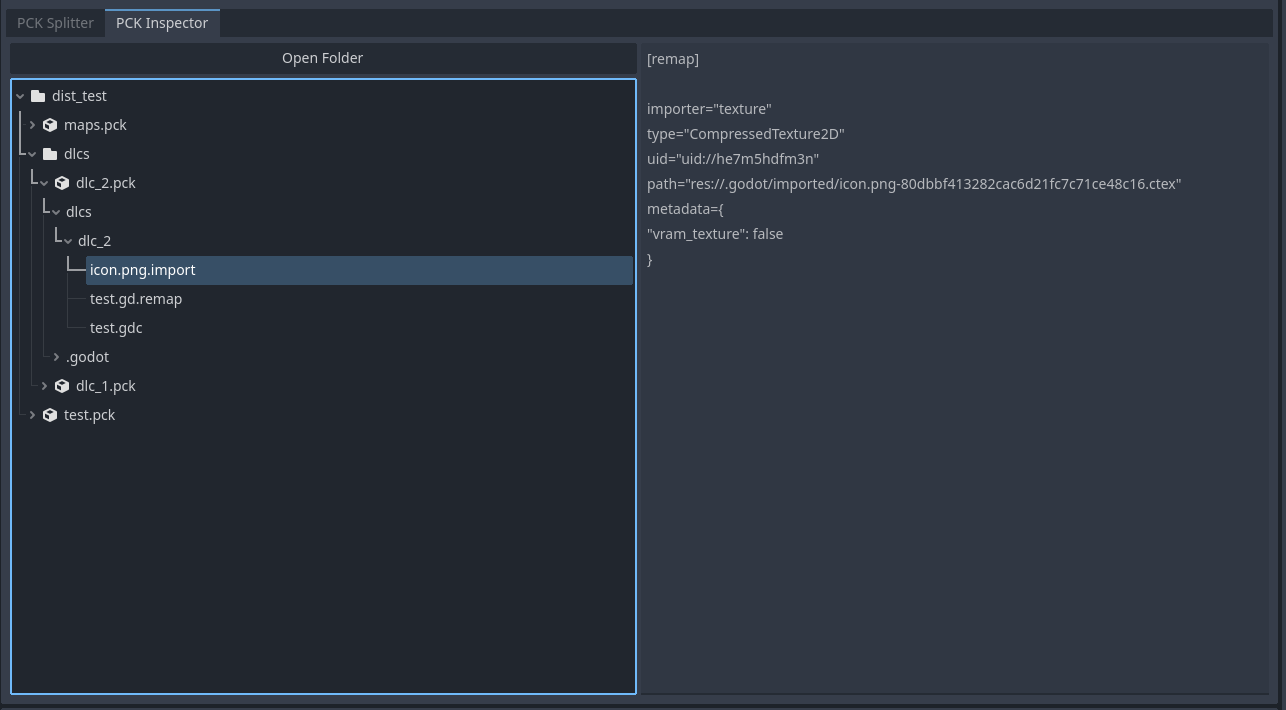 PCK Splitter
PCK Inspector
Open Folder
dist_test
maps.pck
dlcs
dlc_2.pck
dlcs
dlc_2
icon.png.import
test.gd.remap
test.gdc
.godot
dlc_1.pck
test.pck
[remap]
importer="texture"
type="CompressedTexture2D"
uid="uid://he7m5hdfm3n"
path="res://.godot/imported/icon.png-80dbbf413282cac6d21fc7c71ce48c16.ctex"
metadata={
"vram_texture": false
}